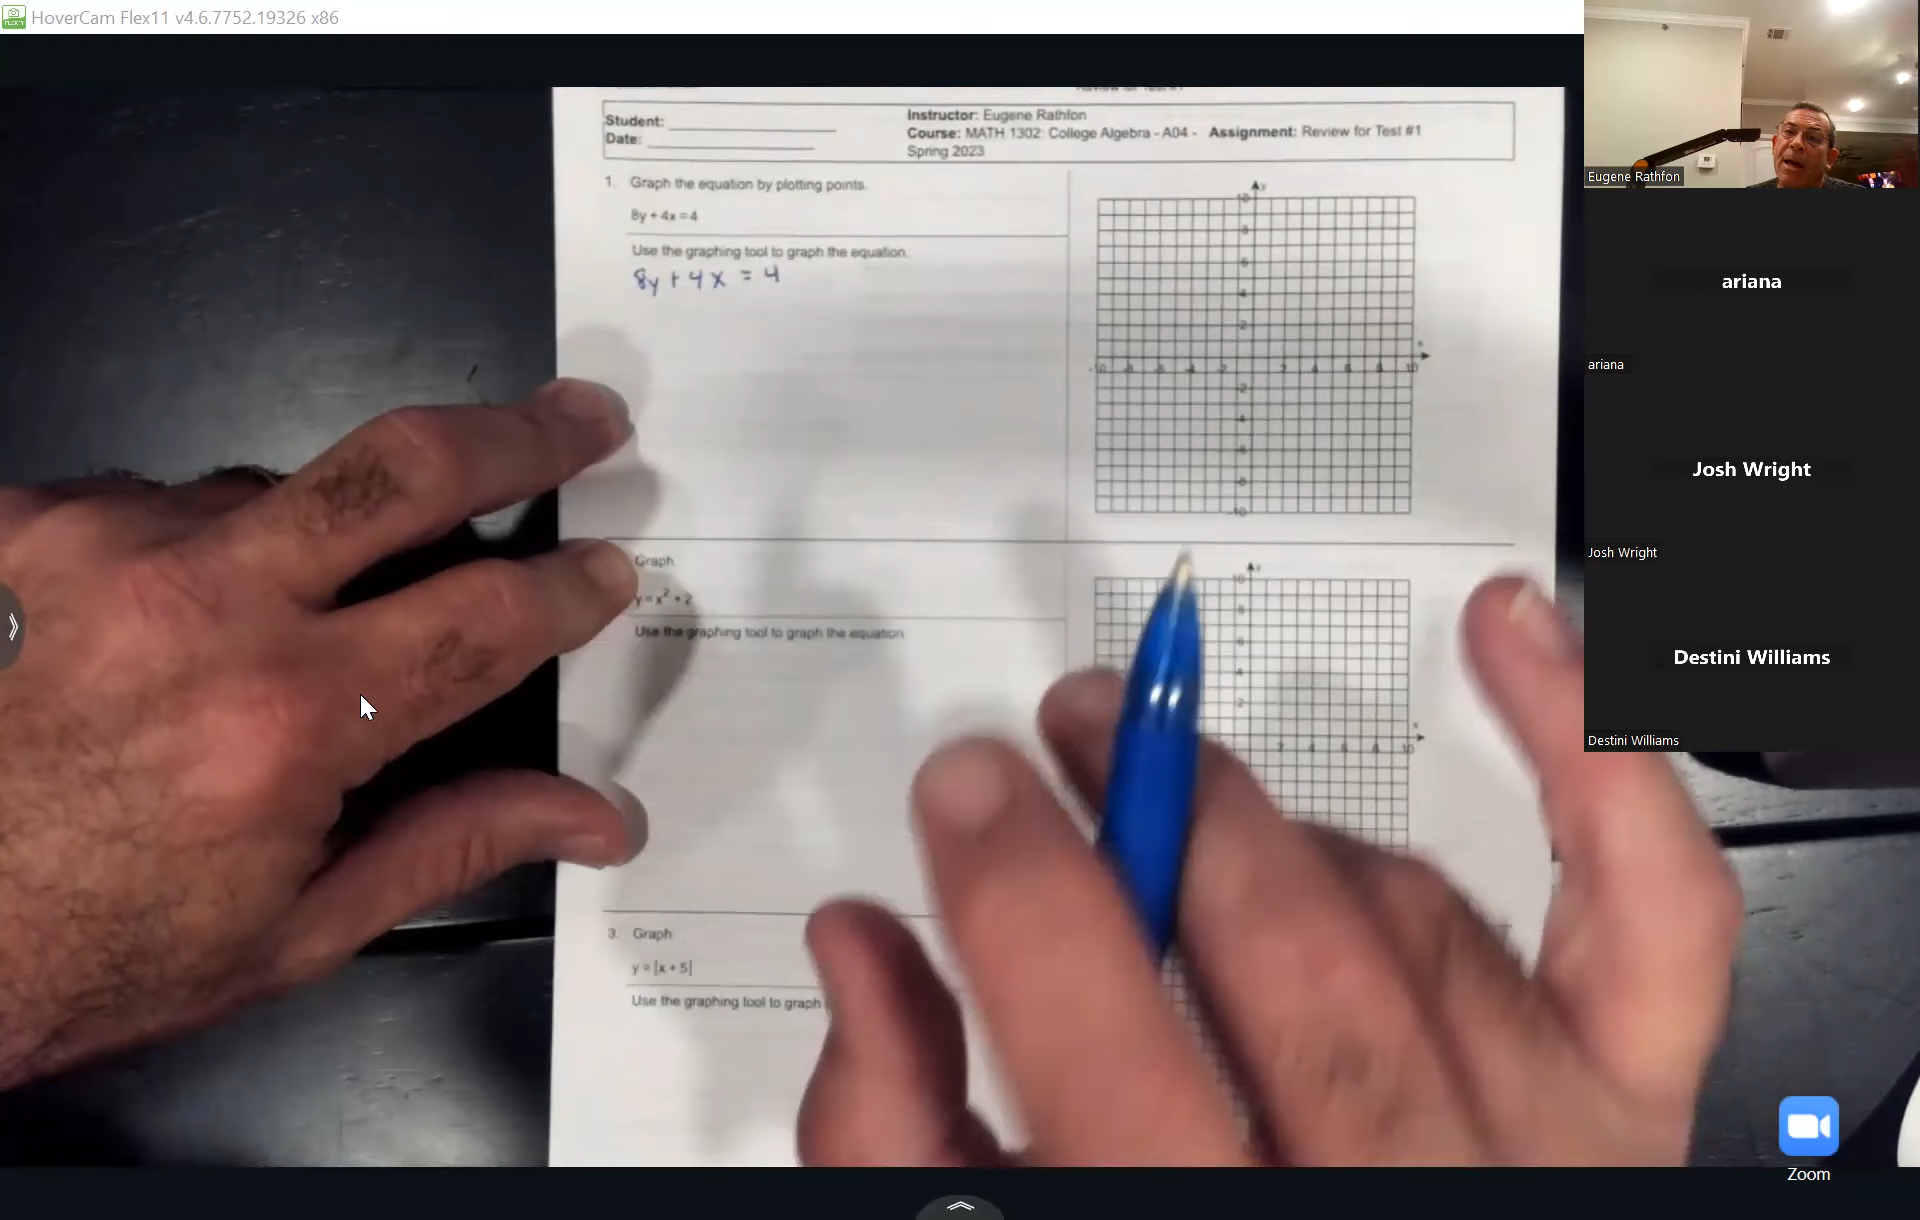 HoverCam Flex11 v4.6.7752.19326 x86
Student:
Date:
Instructor: Eugene Rathfon
Course: MATH 1302: College Algebra - A04 -
Spring 2023
Assignment: Review for Test #1
1. Graph the equation by plotting points.
8y + 4x = 4
Use the graphing tool to graph the equation.
8y + 4x = 4
Graph.
y = x² + 2
Use the graphing tool to graph the equation.
3. Graph.
y = |x + 5|
Use the graphing tool to graph
Eugene Rathfon
ariana
ariana
Josh Wright
Josh Wright
Destini Williams
Destini Williams
Zoom